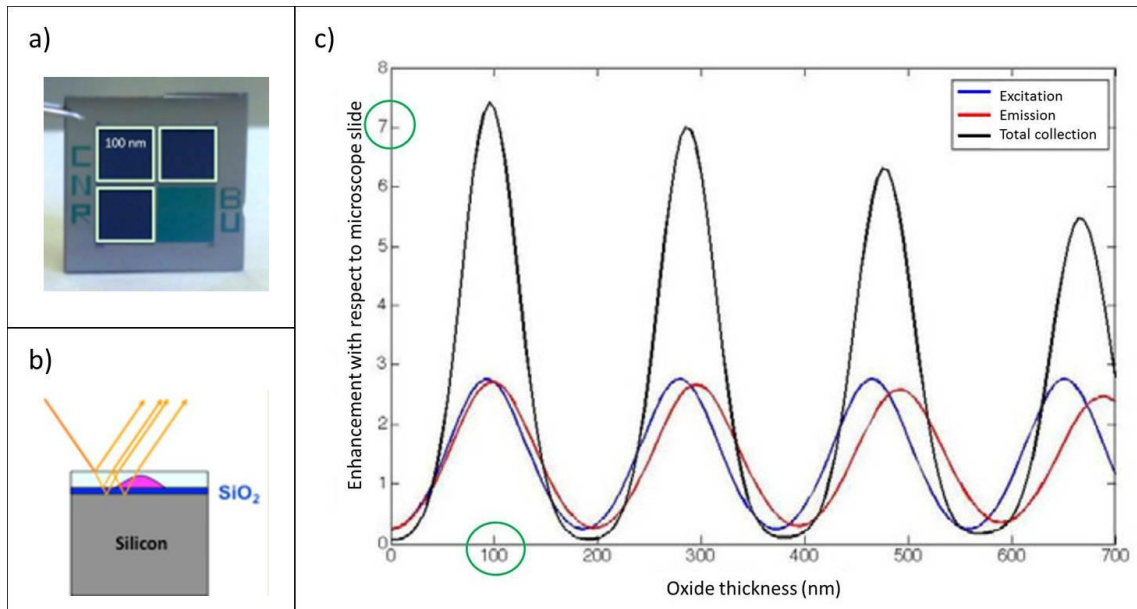 a)
100 nm
C
N
R
BU
b)
SiO₂
Silicon
c)
Enhancement with respect to microscope slide
8
7
6
5
4
3
2
1
0
0 100 200 300 400 500 600 700
Oxide thickness (nm)
Excitation
Emission
Total collection